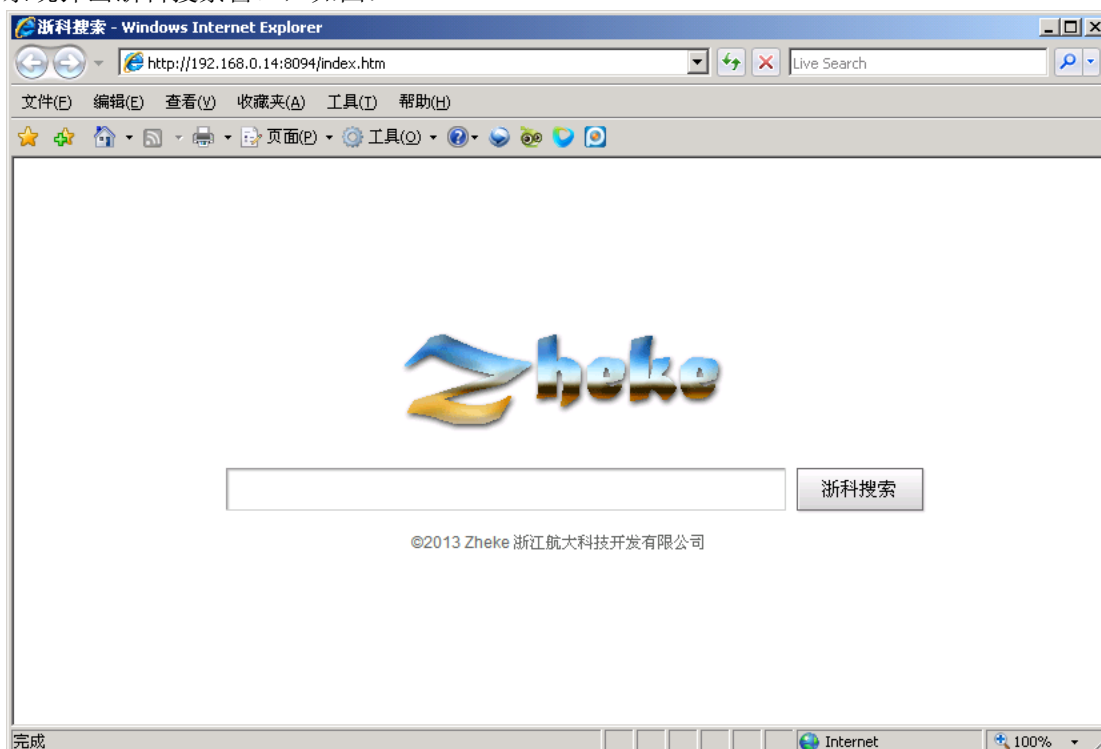 浙科搜索 - Windows Internet Explorer
http://192.168.0.14:8094/index.htm
Live Search
文件(F) 编辑(E) 查看(V) 收藏夹(A) 工具(T) 帮助(H)
页面(P) 工具(O)
Zheke
浙科搜索
©2013 Zheke 浙江航大科技开发有限公司
完成 Internet 100%